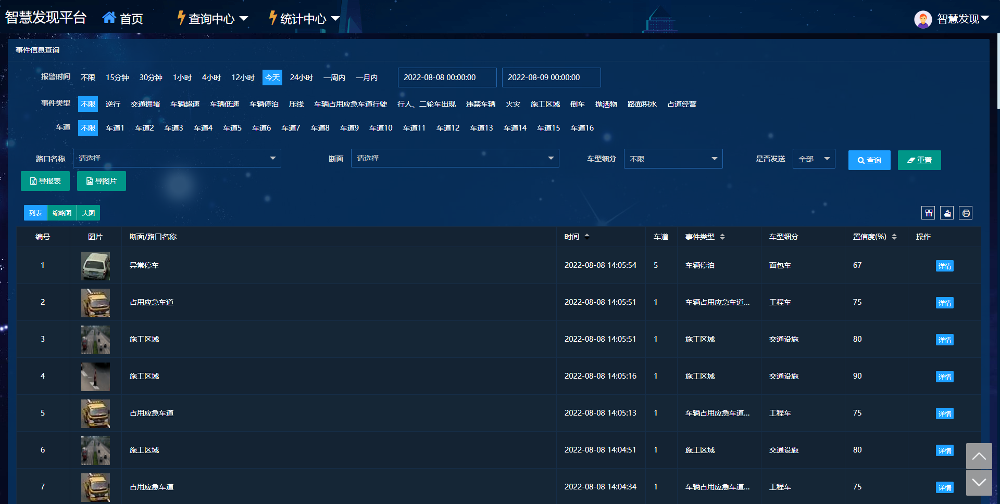 智慧发现平台 首页 查询中心 统计中心 智慧发现
事件信息查询
报警时间 不限 15分钟 30分钟 1小时 4小时 12小时 今天 24小时 一周内 一月内 2022-08-08 00:00:00 2022-08-09 00:00:00
事件类型 不限 逆行 交通拥堵 车辆超速 车辆低速 车辆停泊 压线 车辆占用应急车道行驶 行人、二轮车出现 违禁车辆 火灾 施工区域 倒车 抛洒物 路面积水 占道经营
车道 不限 车道1 车道2 车道3 车道4 车道5 车道6 车道7 车道8 车道9 车道10 车道11 车道12 车道13 车道14 车道15 车道16
路口名称 请选择 断面 请选择 车型细分 不限 是否发送 全部 查询 重置
导报表 导图片
列表 缩略图 大图
编号 图片 断面/路口名称 时间 车道 事件类型 车型细分 置信度(%) 操作
1 异常停车 2022-08-08 14:05:54 5 车辆停泊 面包车 67 详情
2 占用应急车道 2022-08-08 14:05:51 1 车辆占用应急车道... 工程车 75 详情
3 施工区域 2022-08-08 14:05:51 1 施工区域 交通设施 80 详情
4 施工区域 2022-08-08 14:05:16 1 施工区域 交通设施 90 详情
5 占用应急车道 2022-08-08 14:05:13 1 车辆占用应急车道... 工程车 75 详情
6 施工区域 2022-08-08 14:04:51 1 施工区域 交通设施 80 详情
7 占用应急车道 2022-08-08 14:04:34 1 车辆占用应急车道... 工程车 75 详情